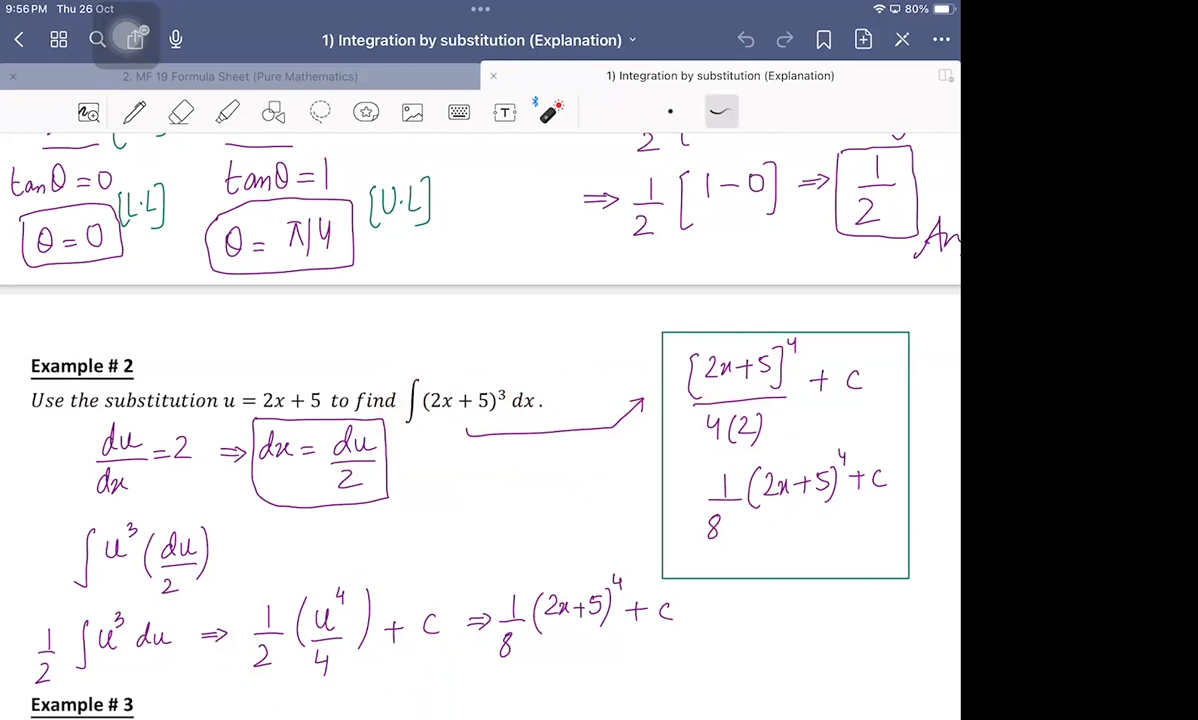 9:56 PM Thu 26 Oct
80%
1) Integration by substitution (Explanation)
2. MF 19 Formula Sheet (Pure Mathematics)
1) Integration by substitution (Explanation)
tanθ = 0 [L.L]
θ = 0
tanθ = 1 [U.L]
θ = π/4
⇒ 1/2 [1 - 0] ⇒ 1/2
Example # 2
Use the substitution u = 2x + 5 to find ∫(2x + 5)³ dx.
du/dx = 2 ⇒ dx = du/2
∫ u³ (du/2)
1/2 ∫ u³ du ⇒ 1/2 (u⁴/4) + c ⇒ 1/8 (2x+5)⁴ + c
[2x+5]⁴/4(2) + c
1/8 (2x+5)⁴ + c
Example # 3